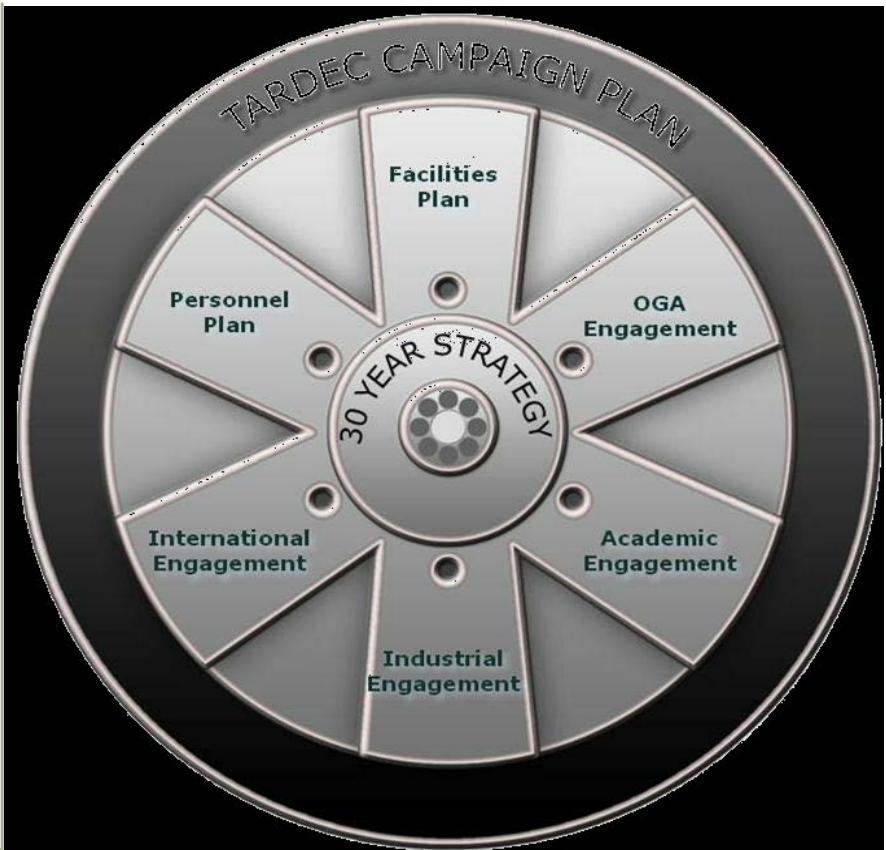 TARDEC CAMPAIGN PLAN
Facilities
Plan
Personnel
Plan
OGA
Engagement
30 YEAR STRATEGY
International
Engagement
Academic
Engagement
Industrial
Engagement